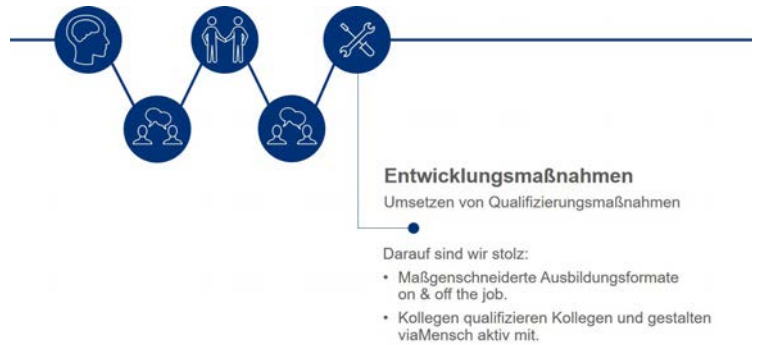 Entwicklungsmaßnahmen
Umsetzen von Qualifizierungsmaßnahmen
Darauf sind wir stolz:
• Maßgenschneiderte Ausbildungsformate
on & off the job.
• Kollegen qualifizieren Kollegen und gestalten
viaMensch aktiv mit.